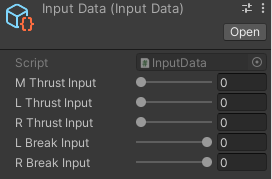 Input Data (Input Data)
Open
Script InputData
M Thrust Input 0
L Thrust Input 0
R Thrust Input 0
L Break Input 0
R Break Input 0